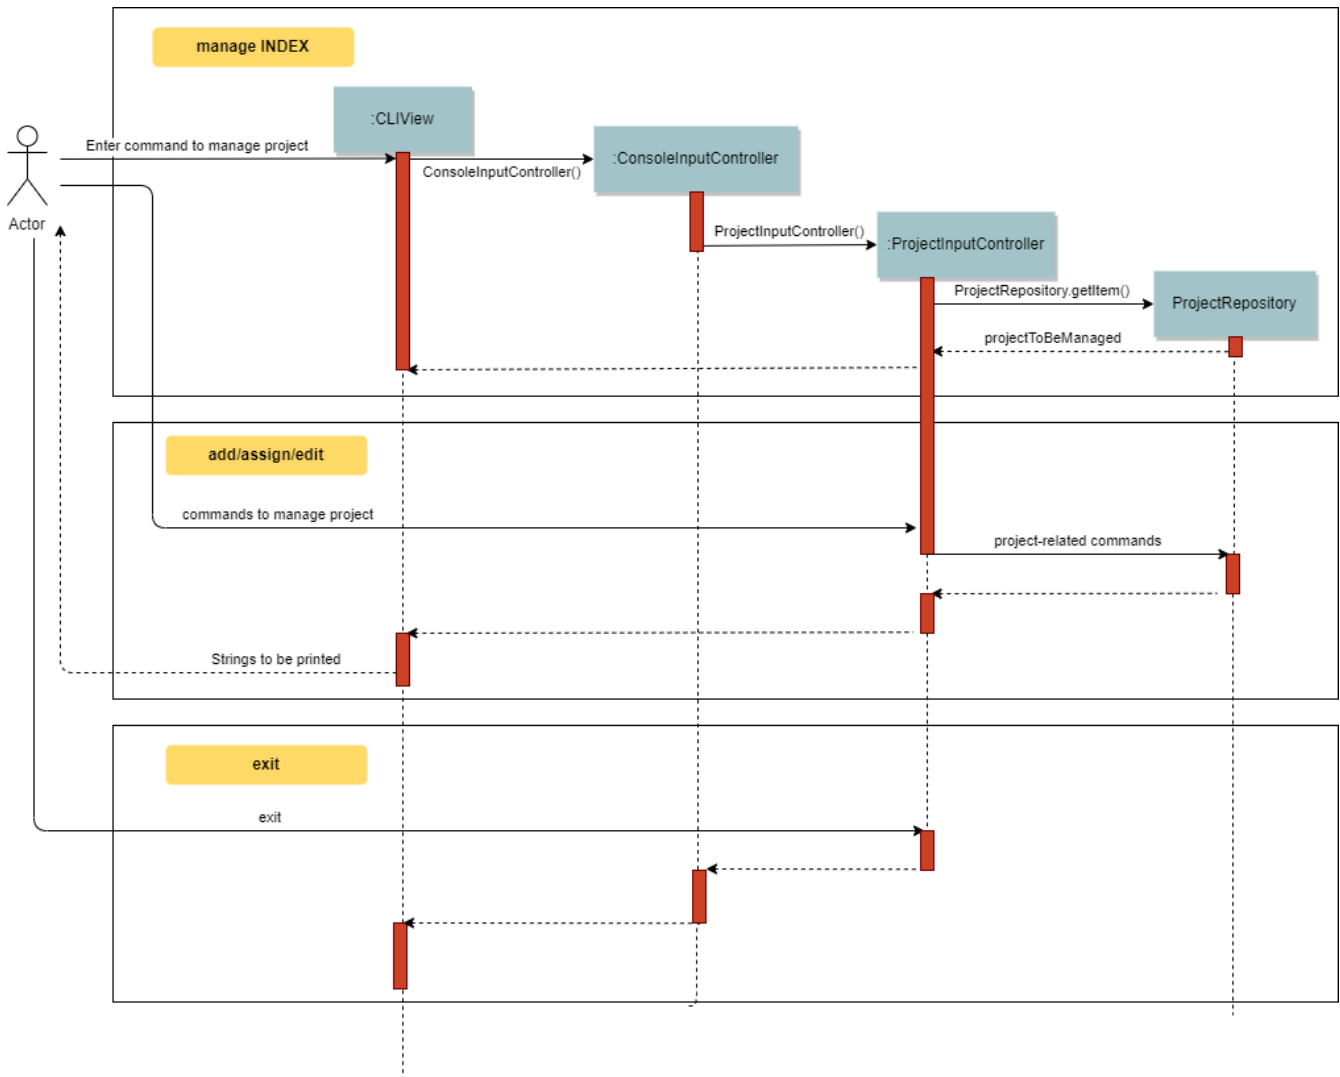 manage INDEX
:CLIView
Enter command to manage project
ConsoleInputController()
:ConsoleInputController
Actor
ProjectInputController()
:ProjectInputController
ProjectRepository.getItem()
ProjectRepository
projectToBeManaged
add/assign/edit
commands to manage project
project-related commands
Strings to be printed
exit
exit